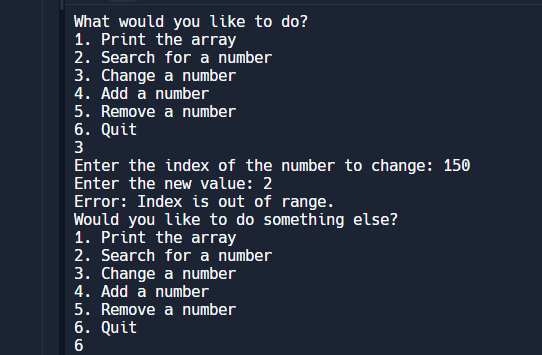 What would you like to do?
1. Print the array
2. Search for a number
3. Change a number
4. Add a number
5. Remove a number
6. Quit
3
Enter the index of the number to change: 150
Enter the new value: 2
Error: Index is out of range.
Would you like to do something else?
1. Print the array
2. Search for a number
3. Change a number
4. Add a number
5. Remove a number
6. Quit
6